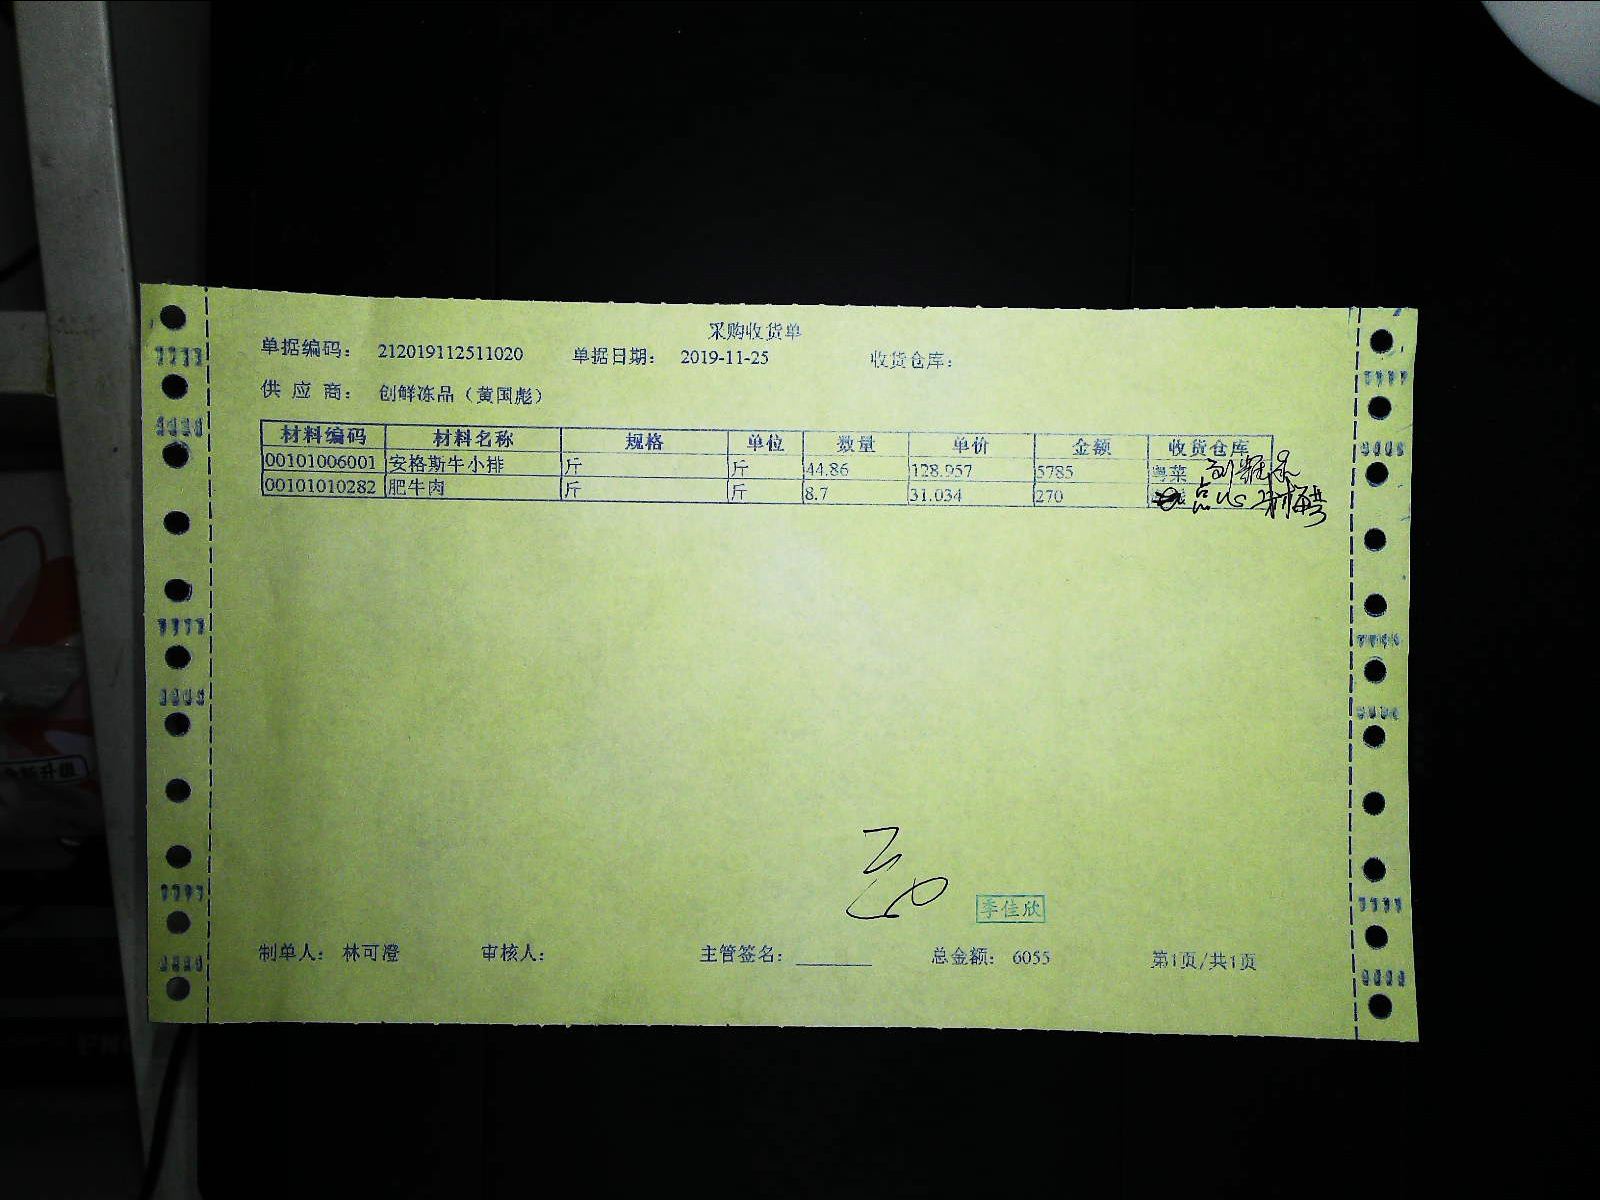 采购收货单
单据编码： 212019112511020 单据日期： 2019-11-25 收货仓库：
供 应 商： 创鲜冻品（黄国彪）
材料编码 材料名称 规格 单位 数量 单价 金额 收货仓库
00101006001 安格斯牛小排 斤 斤 44.86 128.957 5785 粤菜
00101010282 肥牛肉 斤 斤 8.7 31.034 270 点心
李佳欣
制单人： 林可澄 审核人： 主管签名： 总金额： 6055 第1页/共1页